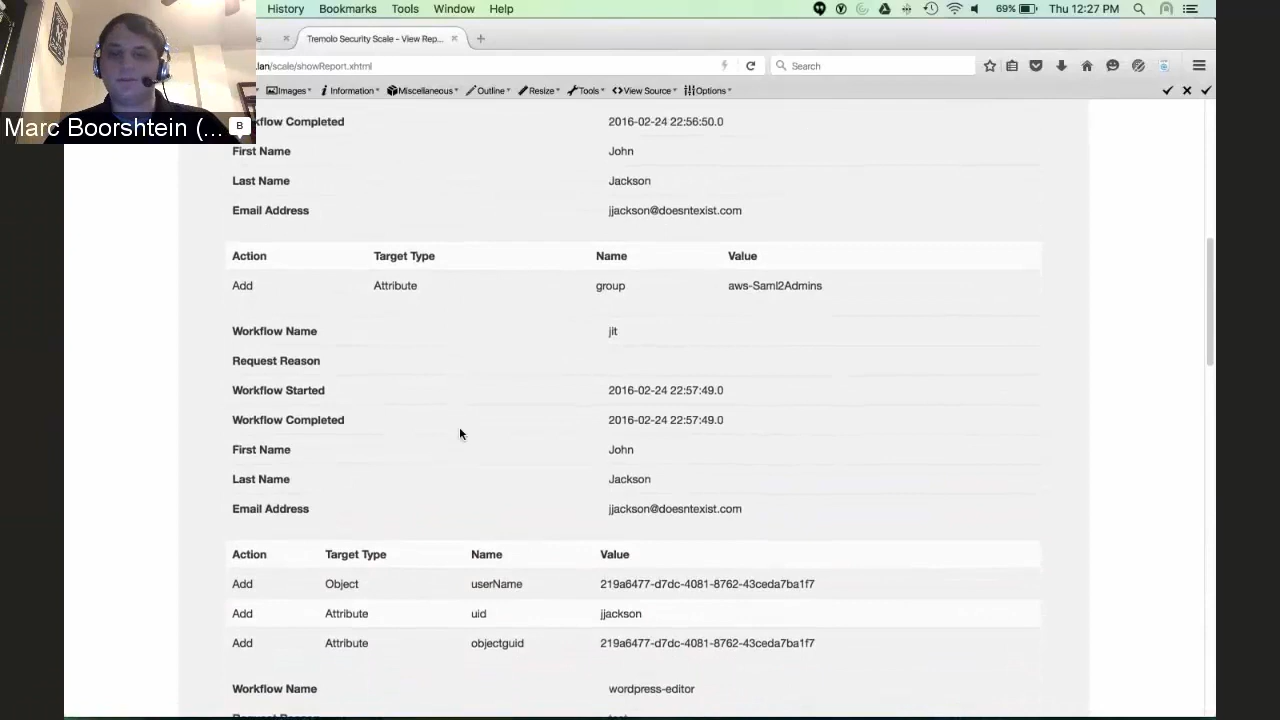 History Bookmarks Tools Window Help 69% Thu 12:27 PM
Tremolo Security Scale – View Rep...
lan/scale/showReport.xhtml Search
Images Information Miscellaneous Outline Resize Tools View Source Options
Marc Boorshtein (... B
kflow Completed 2016-02-24 22:56:50.0
First Name John
Last Name Jackson
Email Address jjackson@doesntexist.com
Action Target Type Name Value
Add Attribute group aws-Saml2Admins
Workflow Name jit
Request Reason
Workflow Started 2016-02-24 22:57:49.0
Workflow Completed 2016-02-24 22:57:49.0
First Name John
Last Name Jackson
Email Address jjackson@doesntexist.com
Action Target Type Name Value
Add Object userName 219a6477-d7dc-4081-8762-43ceda7ba1f7
Add Attribute uid jjackson
Add Attribute objectguid 219a6477-d7dc-4081-8762-43ceda7ba1f7
Workflow Name wordpress-editor